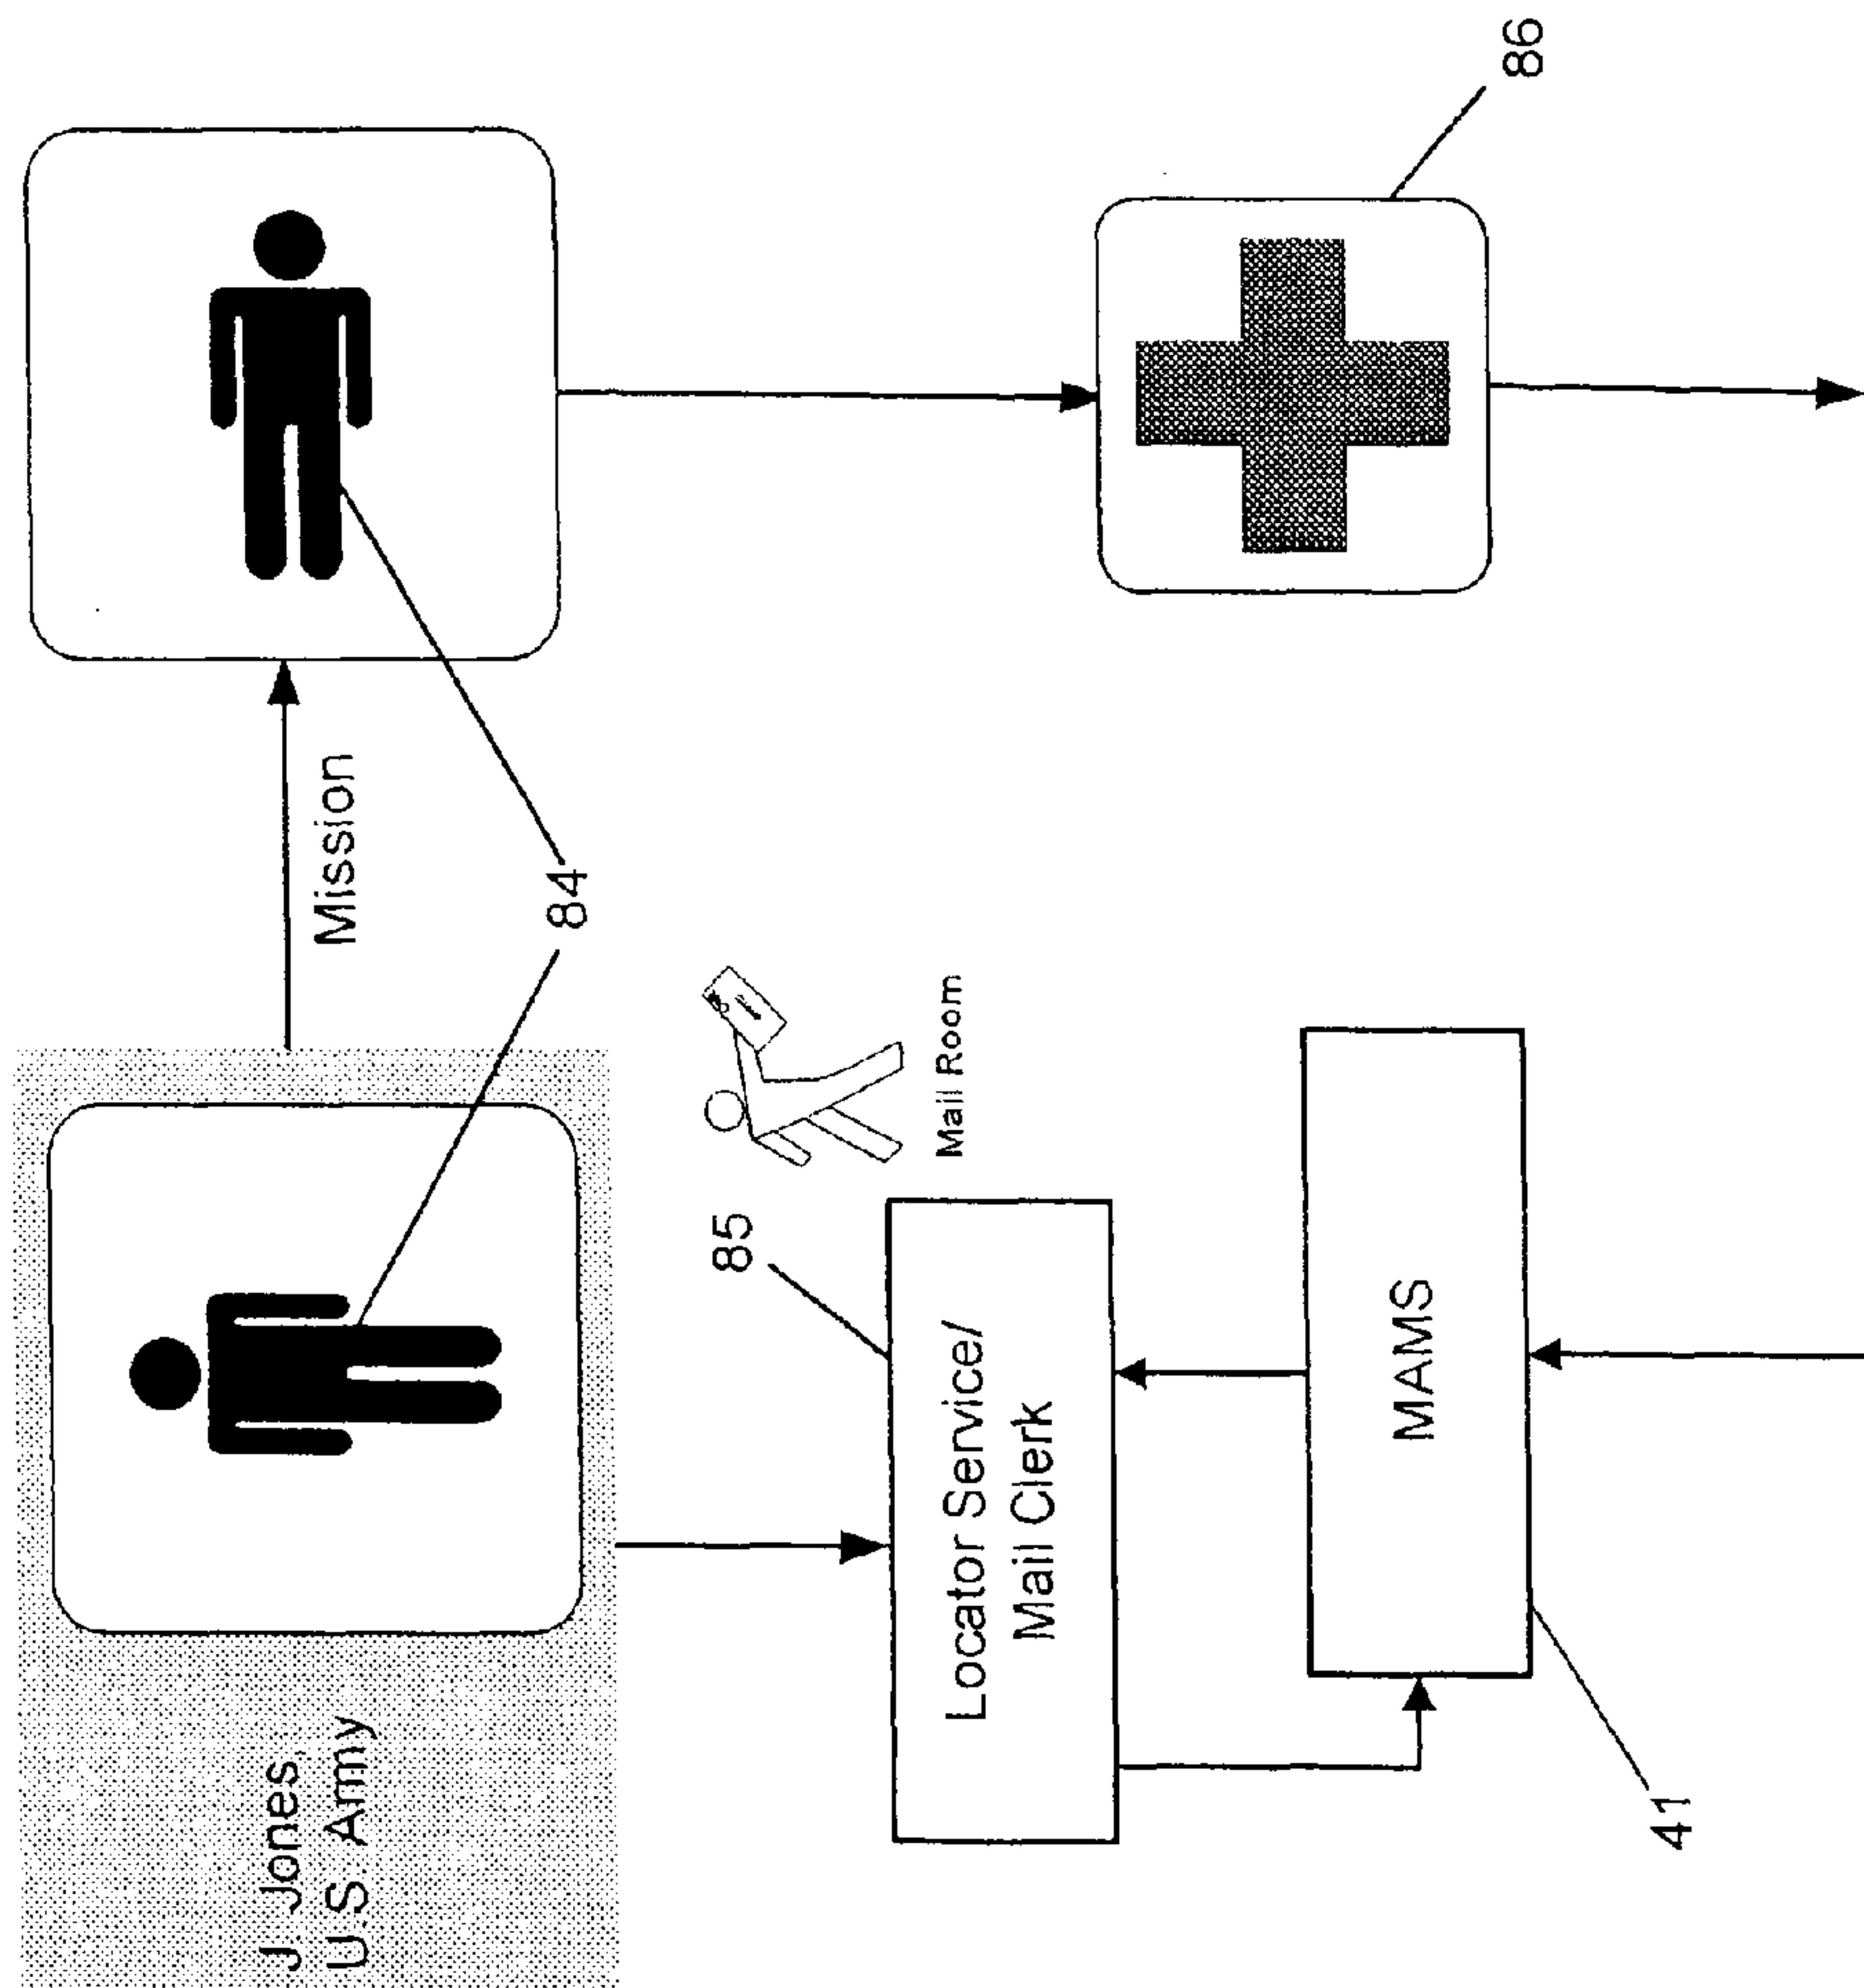 J. Jones,
U.S. Army
Mission
84
85
Mail Room
Locator Service/
Mail Clerk
MAMS
41
86